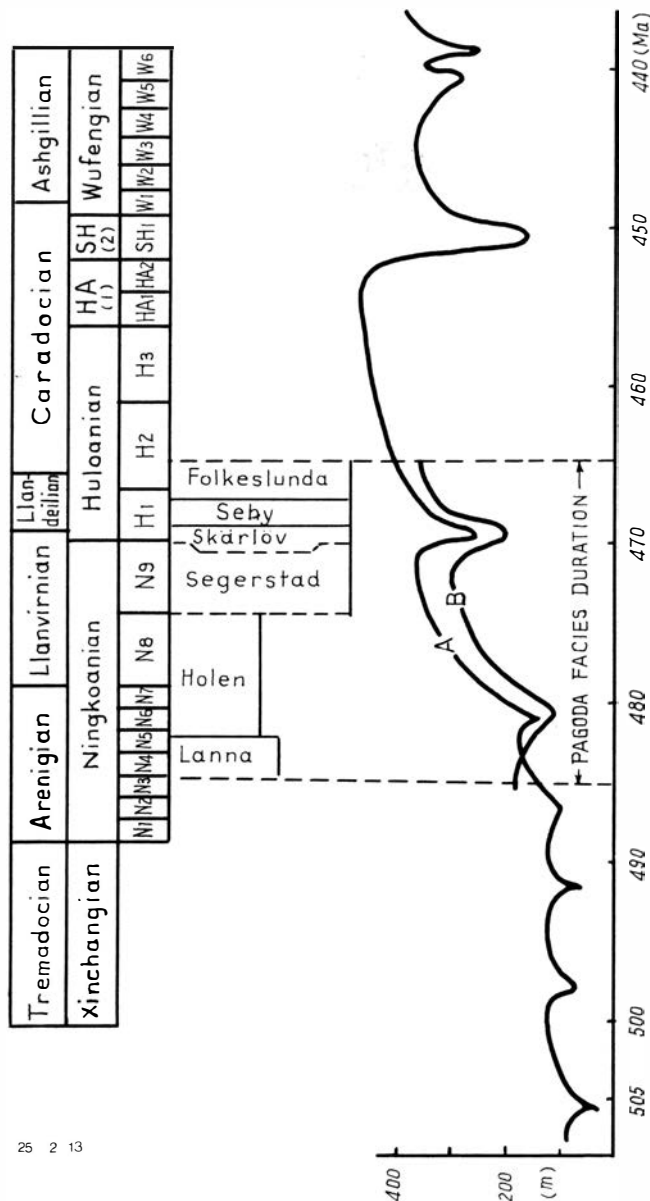 Ashgillian
Caradocian
Llan-
deilian
Llanvirnian
Arenigian
Tremadocian
Wufengian
SH
(2)
HA
(1)
Huloanian
Ningkoanian
Xinchangian
W6
W5
W4
W3
W2
W1
SH1
HA2
HA1
H3
H2
H1
N9
N8
N7
N6
N5
N4
N3
N2
N1
Folkeslunda
Seby
Skärlöv
Segerstad
Holen
Lanna
A
B
PAGODA FACIES DURATION
440 (Ma)
450
460
470
480
490
500
505
400
200
(m)
25 2 13